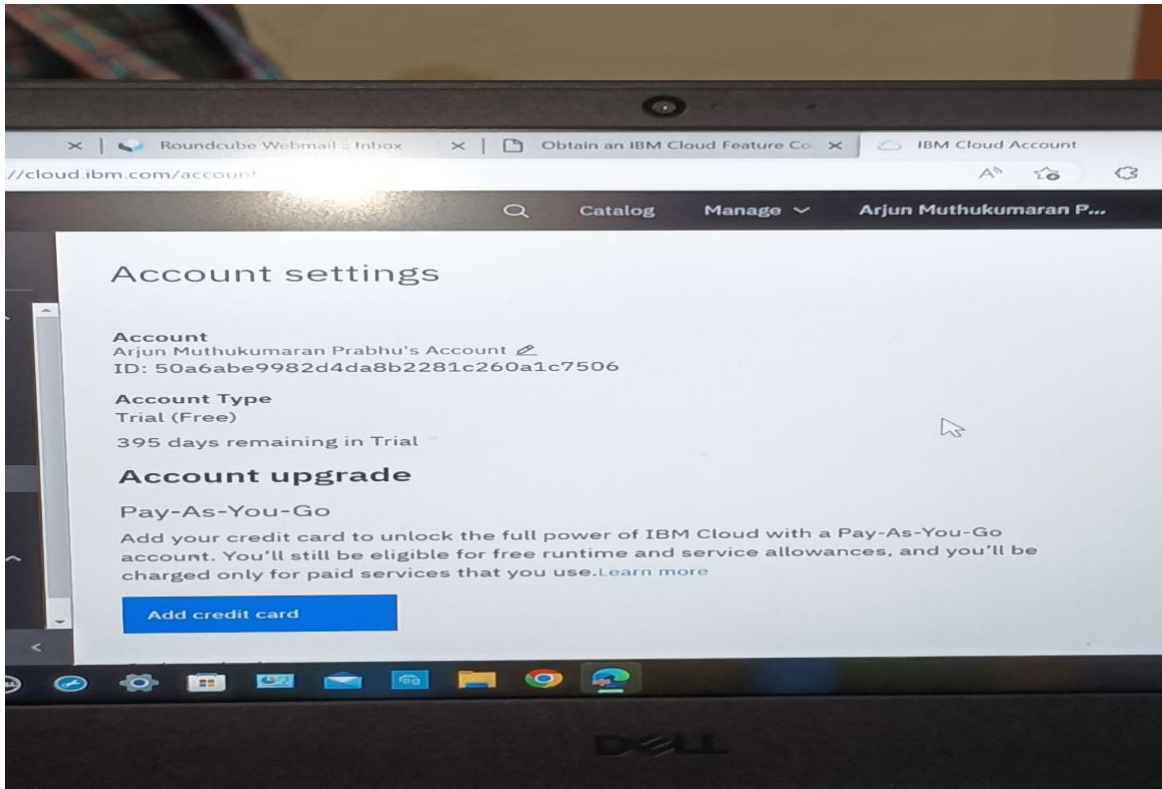 Roundcube Webmail :: Inbox
Obtain an IBM Cloud Feature Co
IBM Cloud Account
//cloud.ibm.com/account
Catalog
Manage
Arjun Muthukumaran P...
Account settings
Account
Arjun Muthukumaran Prabhu's Account
ID: 50a6abe9982d4da8b2281c260a1c7506
Account Type
Trial (Free)
395 days remaining in Trial
Account upgrade
Pay-As-You-Go
Add your credit card to unlock the full power of IBM Cloud with a Pay-As-You-Go
account. You'll still be eligible for free runtime and service allowances, and you'll be
charged only for paid services that you use.Learn more
Add credit card
DELL